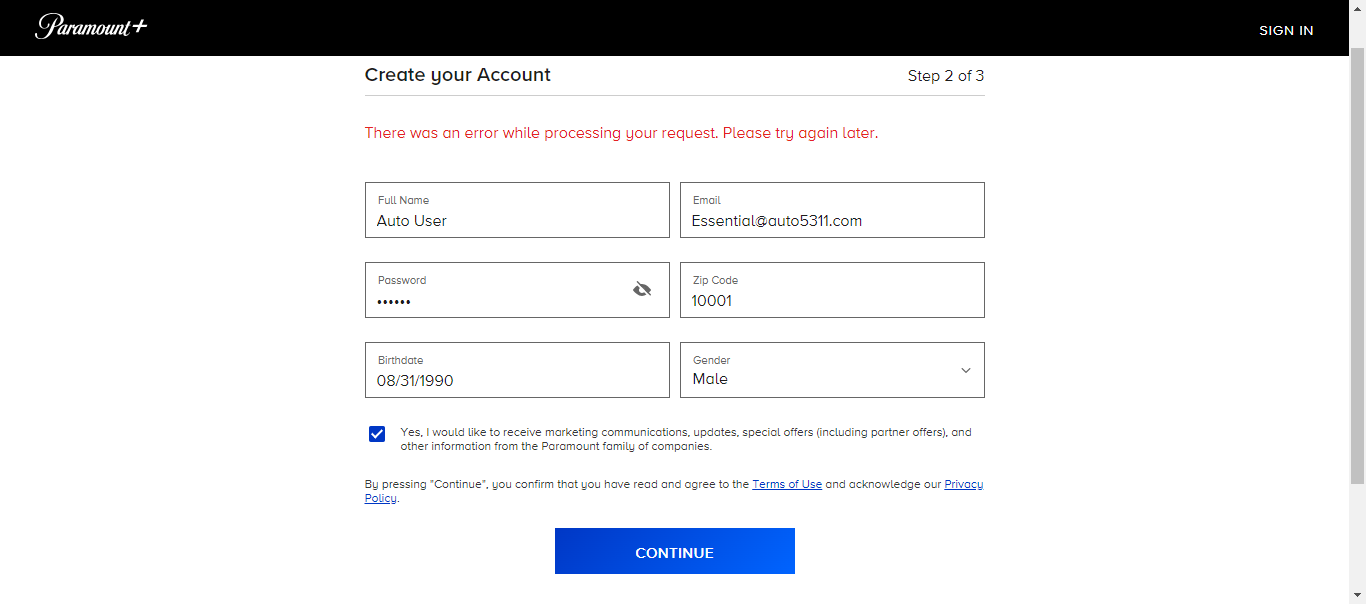 Paramount+
SIGN IN
Create your Account
Step 2 of 3
There was an error while processing your request. Please try again later.
Full Name
Auto User
Email
Essential@auto5311.com
Password
••••••
Zip Code
10001
Birthdate
08/31/1990
Gender
Male
Yes, I would like to receive marketing communications, updates, special offers (including partner offers), and
other information from the Paramount family of companies.
By pressing "Continue", you confirm that you have read and agree to the Terms of Use and acknowledge our Privacy
Policy.
CONTINUE